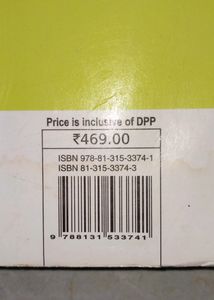 Price is inclusive of DPP
₹469.00
ISBN 978-81-315-3374-1
ISBN 81-315-3374-3
9 788131 533741